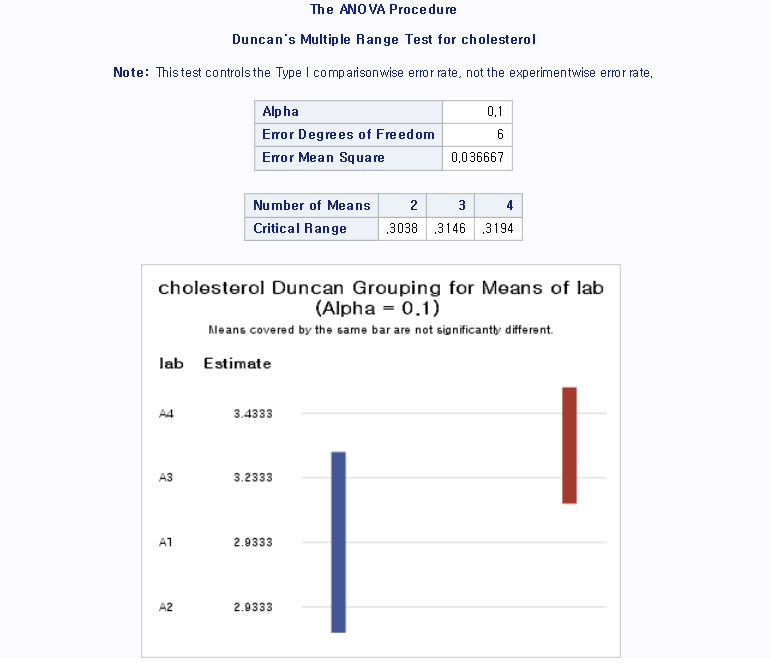 The ANOVA Procedure
Duncan's Multiple Range Test for cholesterol
Note: This test controls the Type I comparisonwise error rate, not the experimentwise error rate.
Alpha 0.1
Error Degrees of Freedom 6
Error Mean Square 0.036667
Number of Means 2 3 4
Critical Range .3038 .3146 .3194
cholesterol Duncan Grouping for Means of lab
(Alpha = 0.1)
Means covered by the same bar are not significantly different.
lab Estimate
A4 3.4333
A3 3.2333
A1 2.9333
A2 2.9333